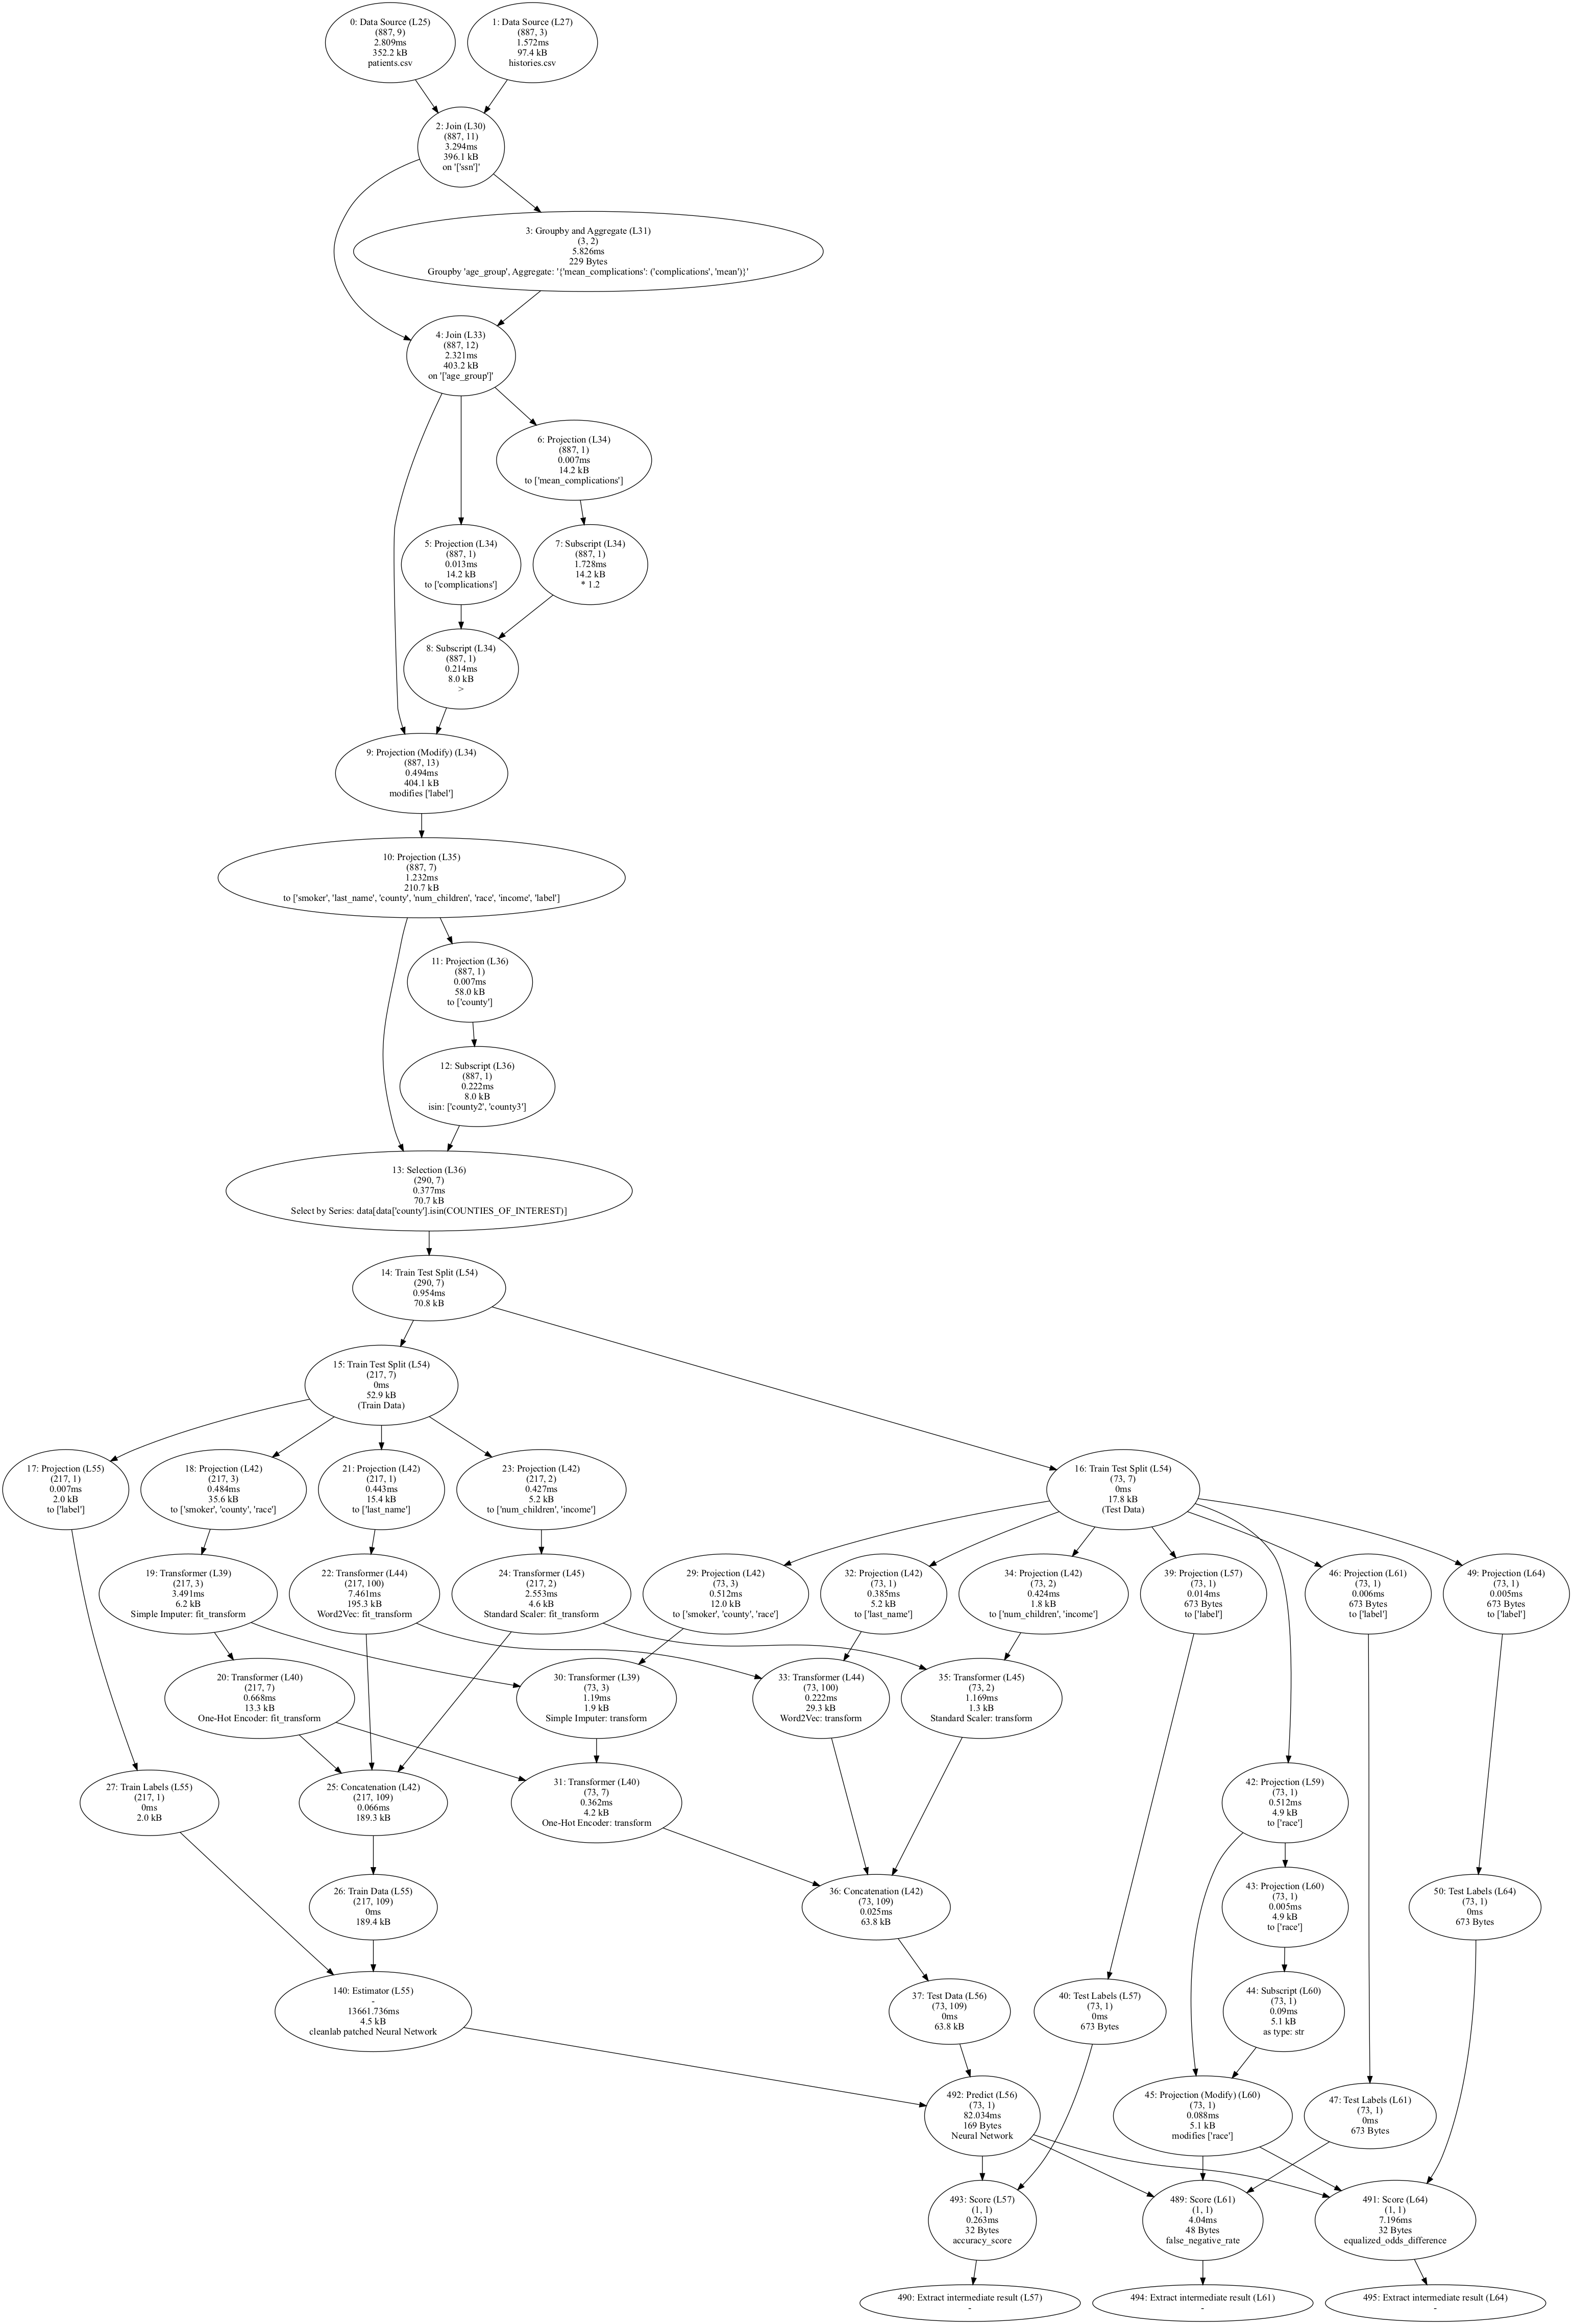 0: Data Source (L25)
(887, 9)
2.809ms
352.2 kB
patients.csv
1: Data Source (L27)
(887, 3)
1.572ms
97.4 kB
histories.csv
2: Join (L30)
(887, 11)
3.294ms
396.1 kB
on '['ssn']'
3: Groupby and Aggregate (L31)
(3, 2)
5.826ms
229 Bytes
Groupby 'age_group', Aggregate: '{'mean_complications': ('complications', 'mean')}'
4: Join (L33)
(887, 12)
2.321ms
403.2 kB
on '['age_group']'
6: Projection (L34)
(887, 1)
0.007ms
14.2 kB
to ['mean_complications']
5: Projection (L34)
(887, 1)
0.013ms
14.2 kB
to ['complications']
7: Subscript (L34)
(887, 1)
1.728ms
14.2 kB
* 1.2
8: Subscript (L34)
(887, 1)
0.214ms
8.0 kB
>
9: Projection (Modify) (L34)
(887, 13)
0.494ms
404.1 kB
modifies ['label']
10: Projection (L35)
(887, 7)
1.232ms
210.7 kB
to ['smoker', 'last_name', 'county', 'num_children', 'race', 'income', 'label']
11: Projection (L36)
(887, 1)
0.007ms
58.0 kB
to ['county']
12: Subscript (L36)
(887, 1)
0.222ms
8.0 kB
isin: ['county2', 'county3']
13: Selection (L36)
(290, 7)
0.377ms
70.7 kB
Select by Series: data[data['county'].isin(COUNTIES_OF_INTEREST)]
14: Train Test Split (L54)
(290, 7)
0.954ms
70.8 kB
15: Train Test Split (L54)
(217, 7)
0ms
52.9 kB
(Train Data)
17: Projection (L55)
(217, 1)
0.007ms
2.0 kB
to ['label']
18: Projection (L42)
(217, 3)
0.484ms
35.6 kB
to ['smoker', 'county', 'race']
21: Projection (L42)
(217, 1)
0.443ms
15.4 kB
to ['last_name']
23: Projection (L42)
(217, 2)
0.427ms
5.2 kB
to ['num_children', 'income']
16: Train Test Split (L54)
(73, 7)
0ms
17.8 kB
(Test Data)
19: Transformer (L39)
(217, 3)
3.491ms
6.2 kB
Simple Imputer: fit_transform
22: Transformer (L44)
(217, 100)
7.461ms
195.3 kB
Word2Vec: fit_transform
24: Transformer (L45)
(217, 2)
2.553ms
4.6 kB
Standard Scaler: fit_transform
29: Projection (L42)
(73, 3)
0.512ms
12.0 kB
to ['smoker', 'county', 'race']
32: Projection (L42)
(73, 1)
0.385ms
5.2 kB
to ['last_name']
34: Projection (L42)
(73, 2)
0.424ms
1.8 kB
to ['num_children', 'income']
39: Projection (L57)
(73, 1)
0.014ms
673 Bytes
to ['label']
46: Projection (L61)
(73, 1)
0.006ms
673 Bytes
to ['label']
49: Projection (L64)
(73, 1)
0.005ms
673 Bytes
to ['label']
20: Transformer (L40)
(217, 7)
0.668ms
13.3 kB
One-Hot Encoder: fit_transform
30: Transformer (L39)
(73, 3)
1.19ms
1.9 kB
Simple Imputer: transform
33: Transformer (L44)
(73, 100)
0.222ms
29.3 kB
Word2Vec: transform
35: Transformer (L45)
(73, 2)
1.169ms
1.3 kB
Standard Scaler: transform
27: Train Labels (L55)
(217, 1)
0ms
2.0 kB
25: Concatenation (L42)
(217, 109)
0.066ms
189.3 kB
31: Transformer (L40)
(73, 7)
0.362ms
4.2 kB
One-Hot Encoder: transform
42: Projection (L59)
(73, 1)
0.512ms
4.9 kB
to ['race']
26: Train Data (L55)
(217, 109)
0ms
189.4 kB
36: Concatenation (L42)
(73, 109)
0.025ms
63.8 kB
43: Projection (L60)
(73, 1)
0.005ms
4.9 kB
to ['race']
50: Test Labels (L64)
(73, 1)
0ms
673 Bytes
140: Estimator (L55)
-
13661.736ms
4.5 kB
cleanlab patched Neural Network
37: Test Data (L56)
(73, 109)
0ms
63.8 kB
40: Test Labels (L57)
(73, 1)
0ms
673 Bytes
44: Subscript (L60)
(73, 1)
0.09ms
5.1 kB
as type: str
492: Predict (L56)
(73, 1)
82.034ms
169 Bytes
Neural Network
45: Projection (Modify) (L60)
(73, 1)
0.088ms
5.1 kB
modifies ['race']
47: Test Labels (L61)
(73, 1)
0ms
673 Bytes
493: Score (L57)
(1, 1)
0.263ms
32 Bytes
accuracy_score
489: Score (L61)
(1, 1)
4.04ms
48 Bytes
false_negative_rate
491: Score (L64)
(1, 1)
7.196ms
32 Bytes
equalized_odds_difference
490: Extract intermediate result (L57)
-
494: Extract intermediate result (L61)
-
495: Extract intermediate result (L64)
-